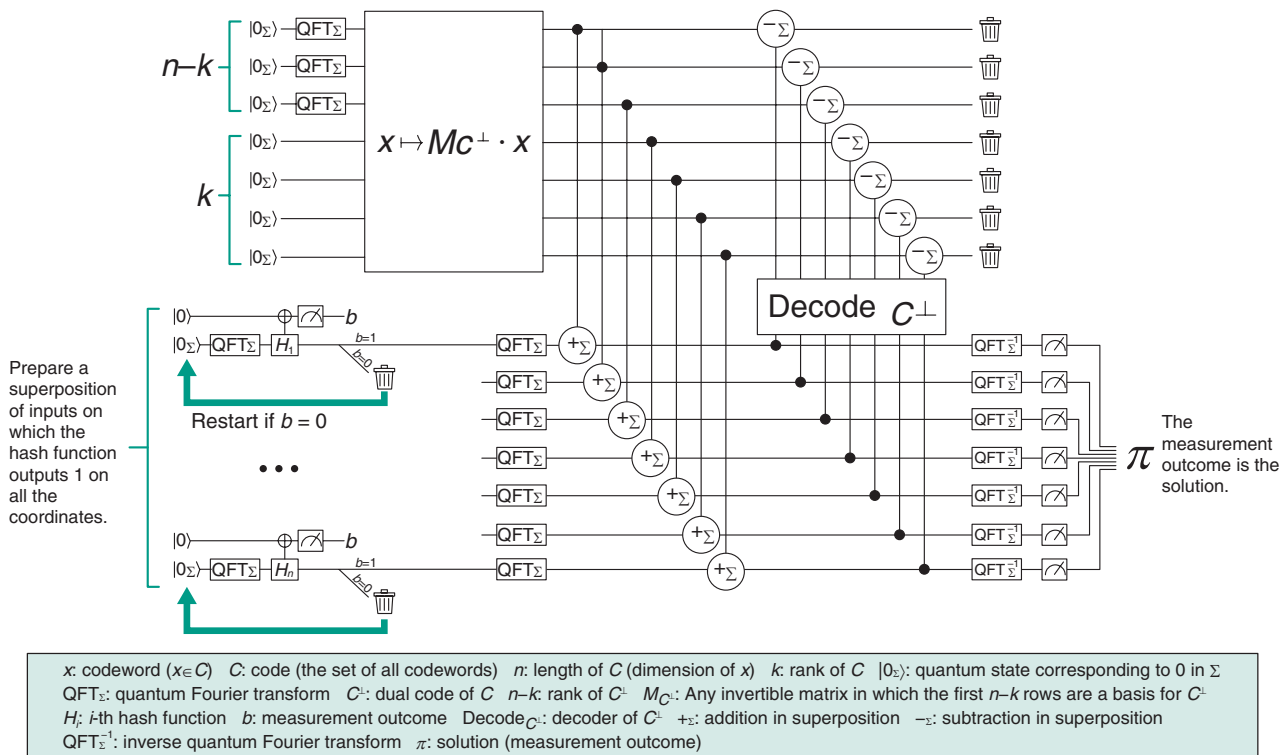 |0Σ⟩ QFTΣ
n–k |0Σ⟩ QFTΣ
|0Σ⟩ QFTΣ
|0Σ⟩
k |0Σ⟩
|0Σ⟩
|0Σ⟩
x ↦ Mc⊥ · x
−Σ
−Σ
−Σ
−Σ
−Σ
−Σ
−Σ
Decode C⊥
Prepare a
superposition
of inputs on
which the
hash function
outputs 1 on
all the
coordinates.
|0⟩ b
|0Σ⟩ QFTΣ H1 b=1
b=0
Restart if b = 0
• • •
|0⟩ b
|0Σ⟩ QFTΣ Hn b=1
b=0
QFTΣ +Σ QFTΣ−1
QFTΣ +Σ QFTΣ−1
QFTΣ +Σ QFTΣ−1
QFTΣ +Σ QFTΣ−1
QFTΣ +Σ QFTΣ−1
QFTΣ +Σ QFTΣ−1
QFTΣ +Σ QFTΣ−1
π
The
measurement
outcome is the
solution.
x: codeword (x∈C) C: code (the set of all codewords) n: length of C (dimension of x) k: rank of C |0Σ⟩: quantum state corresponding to 0 in Σ
QFTΣ: quantum Fourier transform C⊥: dual code of C n–k: rank of C⊥ MC⊥: Any invertible matrix in which the first n–k rows are a basis for C⊥
Hi: i-th hash function b: measurement outcome DecodeC⊥: decoder of C⊥ +Σ: addition in superposition −Σ: subtraction in superposition
QFTΣ−1: inverse quantum Fourier transform π: solution (measurement outcome)